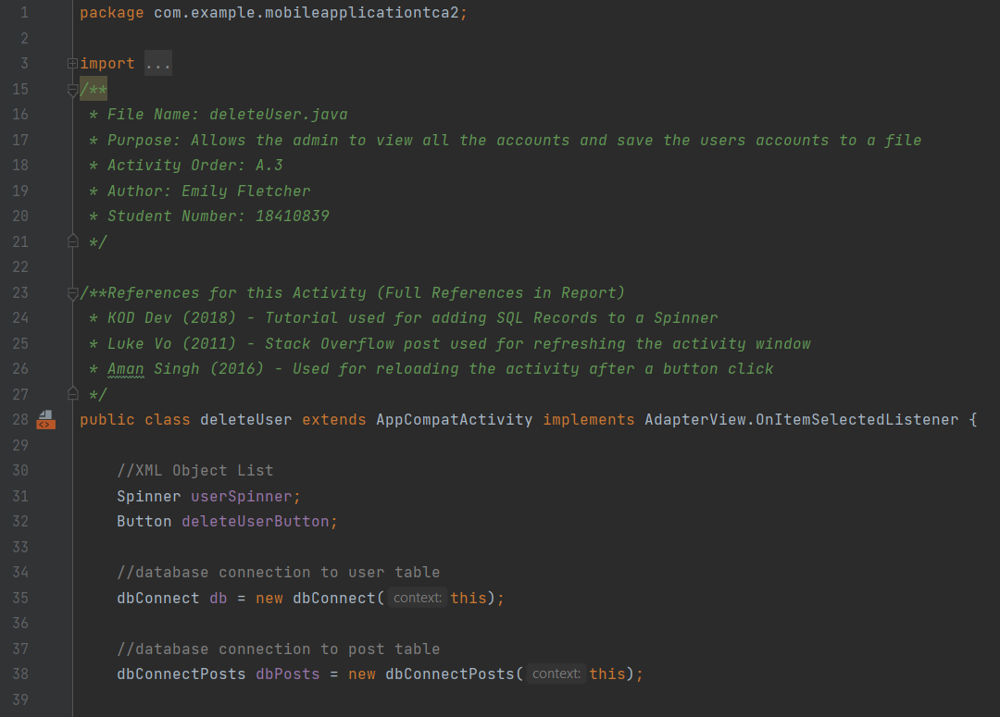 1 package com.example.mobileapplicationtca2;
2
3 import ...
15 /**
16 * File Name: deleteUser.java
17 * Purpose: Allows the admin to view all the accounts and save the users accounts to a file
18 * Activity Order: A.3
19 * Author: Emily Fletcher
20 * Student Number: 18410839
21 */
22
23 /**References for this Activity (Full References in Report)
24 * KOD Dev (2018) - Tutorial used for adding SQL Records to a Spinner
25 * Luke Vo (2011) - Stack Overflow post used for refreshing the activity window
26 * Aman Singh (2016) - Used for reloading the activity after a button click
27 */
28 public class deleteUser extends AppCompatActivity implements AdapterView.OnItemSelectedListener {
29
30 //XML Object List
31 Spinner userSpinner;
32 Button deleteUserButton;
33
34 //database connection to user table
35 dbConnect db = new dbConnect( context: this);
36
37 //database connection to post table
38 dbConnectPosts dbPosts = new dbConnectPosts( context: this);
39